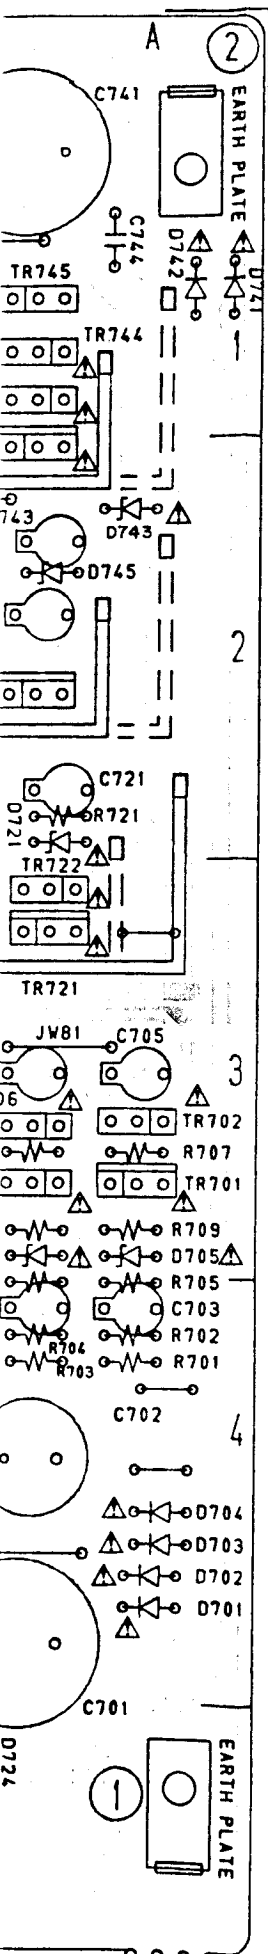 A
2
C741
EARTH PLATE
C744
D742
D741
TR745
TR744
1
743
D743
D745
2
C721
R721
D721
TR722
TR721
JW81
C705
3
06
TR702
R707
TR701
R709
D705
R705
C703
R702
R704
R701
R703
C702
4
D704
D703
D702
D701
C701
D724
1
EARTH PLATE